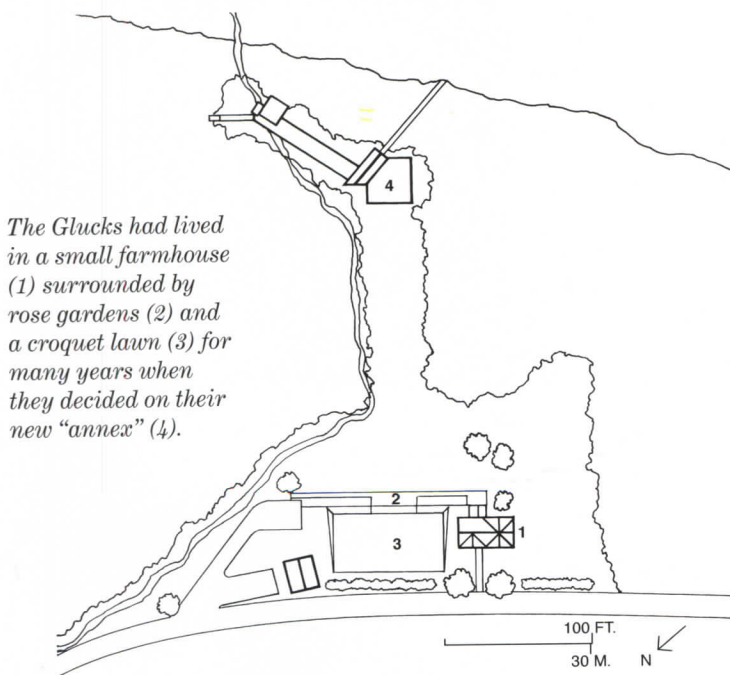 4
The Glucks had lived
in a small farmhouse
(1) surrounded by
rose gardens (2) and
a croquet lawn (3) for
many years when
they decided on their
new “annex” (4).
2
1
3
100 FT.
30 M. N